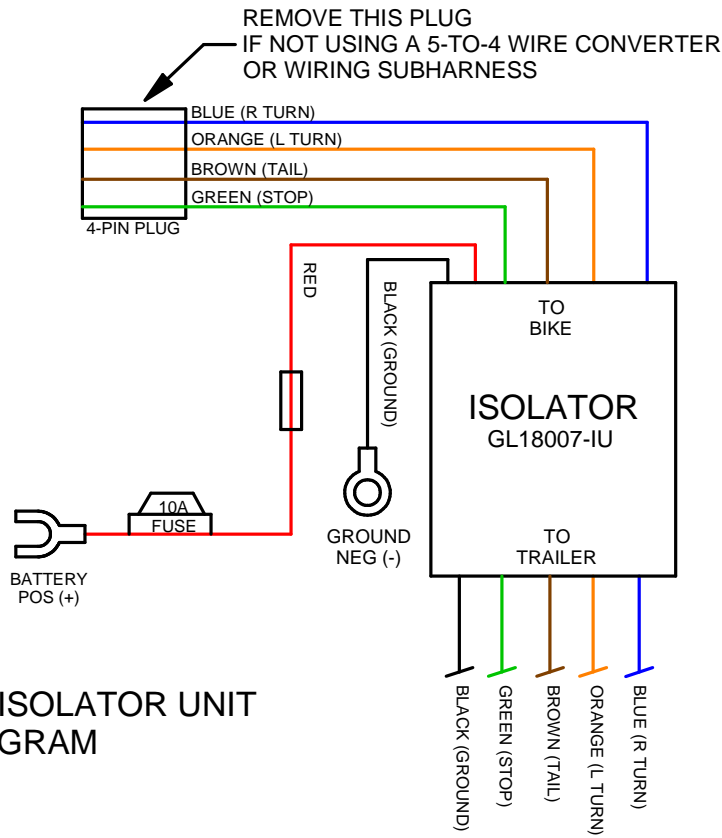 REMOVE THIS PLUG
IF NOT USING A 5-TO-4 WIRE CONVERTER
OR WIRING SUBHARNESS
BLUE (R TURN)
ORANGE (L TURN)
BROWN (TAIL)
GREEN (STOP)
4-PIN PLUG
RED
BLACK (GROUND)
TO
BIKE
ISOLATOR
GL18007-IU
10A
FUSE
GROUND
NEG (-)
TO
TRAILER
BATTERY
POS (+)
BLACK (GROUND)
GREEN (STOP)
BROWN (TAIL)
ORANGE (L TURN)
BLUE (R TURN)
ISOLATOR UNIT
GRAM